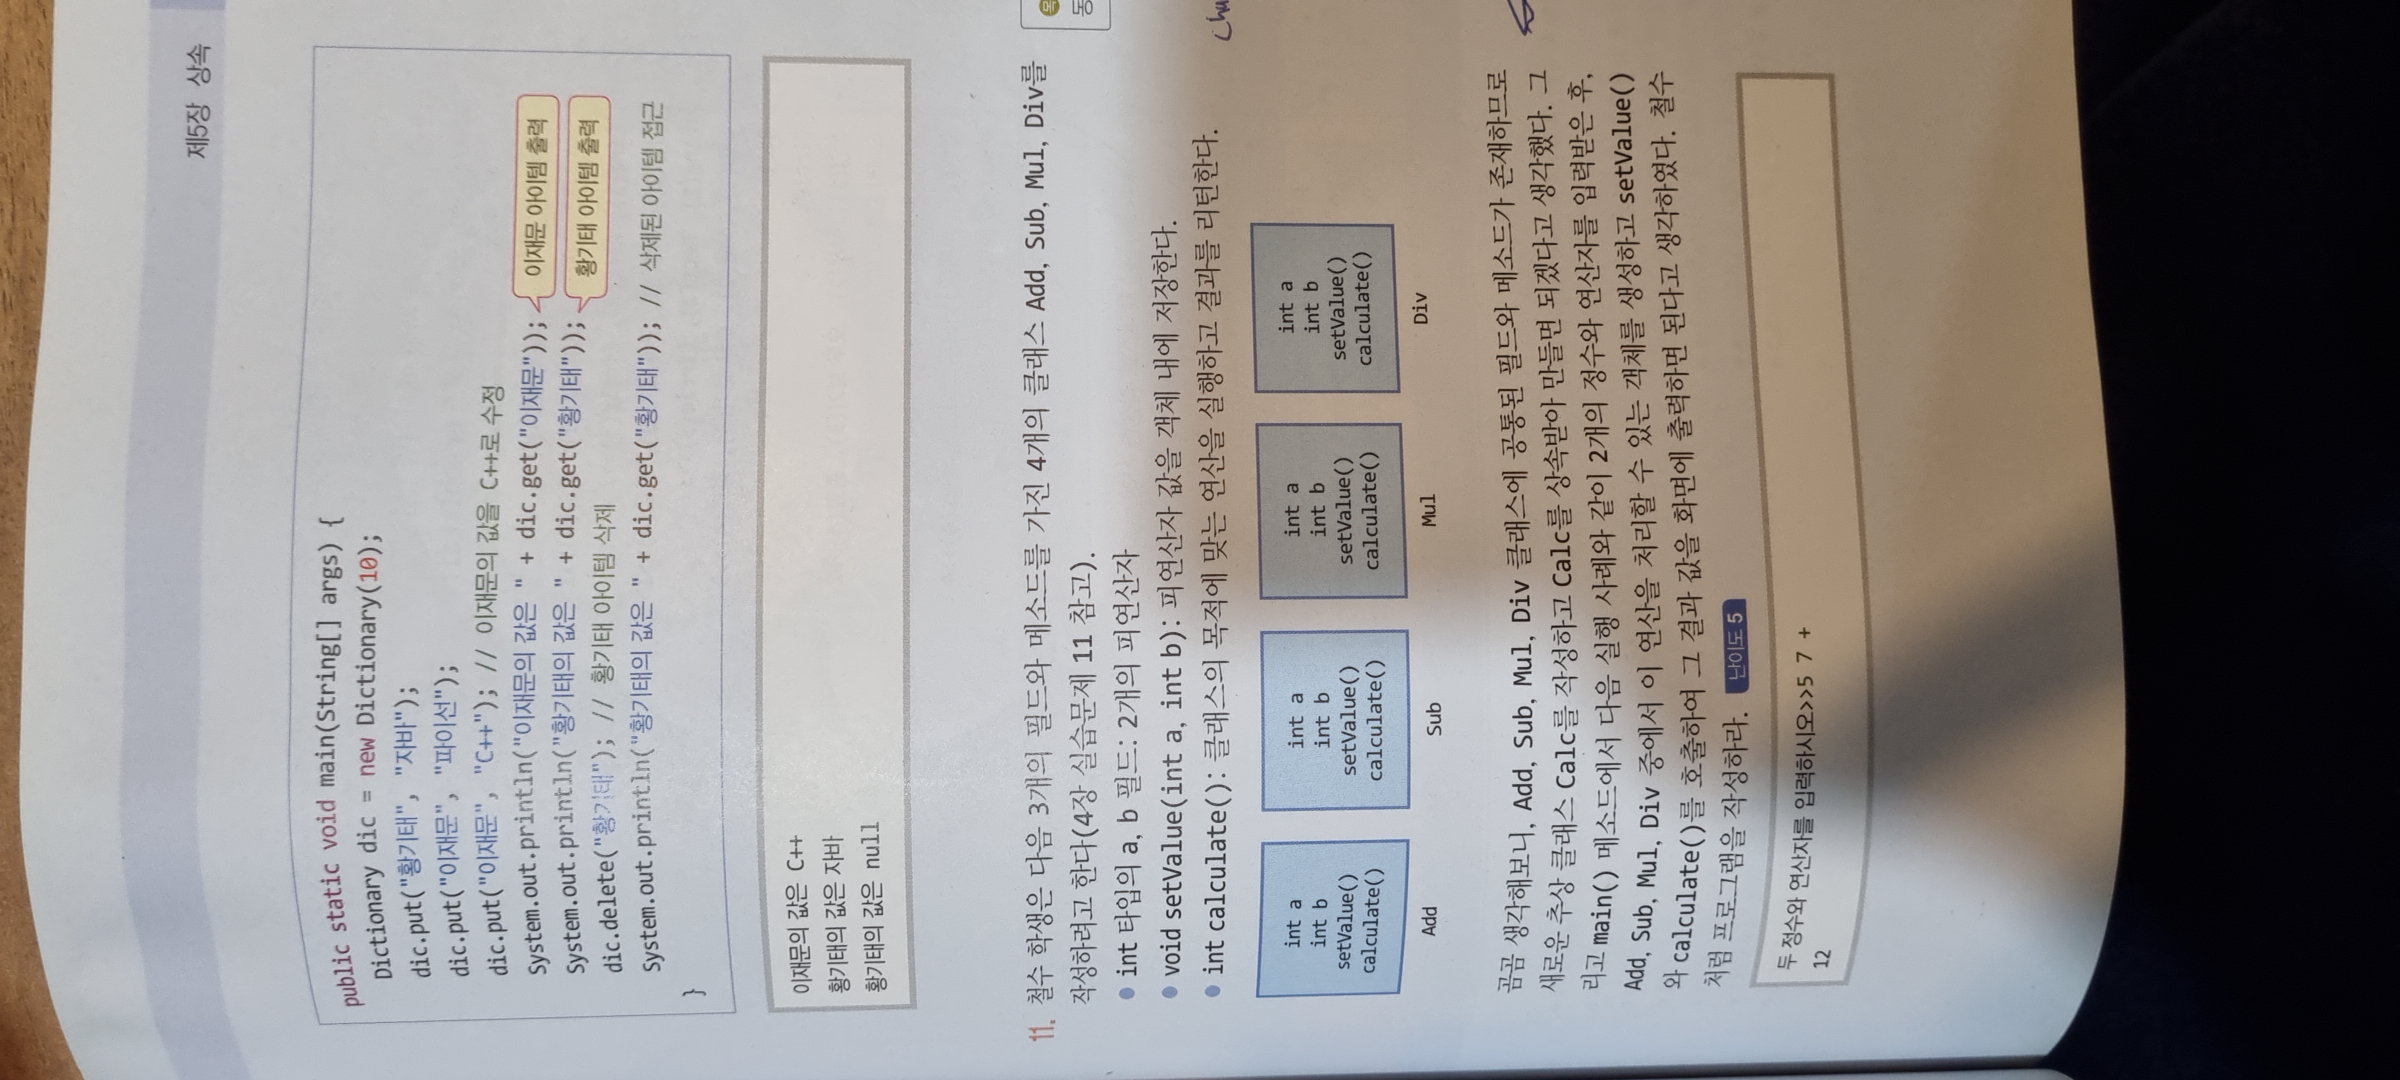 제5장 상속
public static void main(String[] args) {
Dictionary dic = new Dictionary(10);
dic.put("황기태", "자바");
dic.put("이재문", "파이선");
dic.put("이재문", "C++"); // 이재문의 값을 C++로 수정
System.out.println("이재문의 값은 " + dic.get("이재문")); 이재문 아이템 출력
System.out.println("황기태의 값은 " + dic.get("황기태")); 황기태 아이템 출력
dic.delete("황기태"); // 황기태 아이템 삭제
System.out.println("황기태의 값은 " + dic.get("황기태")); // 삭제된 아이템 접근
}
이재문의 값은 C++
황기태의 값은 자바
황기태의 값은 null
11. 철수 학생은 다음 3개의 필드와 메소드를 가진 4개의 클래스 Add, Sub, Mul, Div를
작성하려고 한다(4장 실습문제 11 참고).
● int 타입의 a, b 필드: 2개의 피연산자
● void setValue(int a, int b): 피연산자 값을 객체 내에 저장한다.
● int calculate(): 클래스의 목적에 맞는 연산을 실행하고 결과를 리턴한다.
int a
int b
setValue()
calculate()
Add
int a
int b
setValue()
calculate()
Sub
int a
int b
setValue()
calculate()
Mul
int a
int b
setValue()
calculate()
Div
곰곰 생각해보니, Add, Sub, Mul, Div 클래스에 공통된 필드와 메소드가 존재하므로
새로운 추상 클래스 Calc를 작성하고 Calc를 상속받아 만들면 되겠다고 생각했다. 그
리고 main() 메소드에서 다음 실행 사례와 같이 2개의 정수와 연산자를 입력받은 후,
Add, Sub, Mul, Div 중에서 이 연산을 처리할 수 있는 객체를 생성하고 setValue()
와 calculate()를 호출하여 그 결과 값을 화면에 출력하면 된다고 생각하였다. 철수
처럼 프로그램을 작성하라. 난이도 5
두 정수와 연산자를 입력하시오>>5 7 +
12